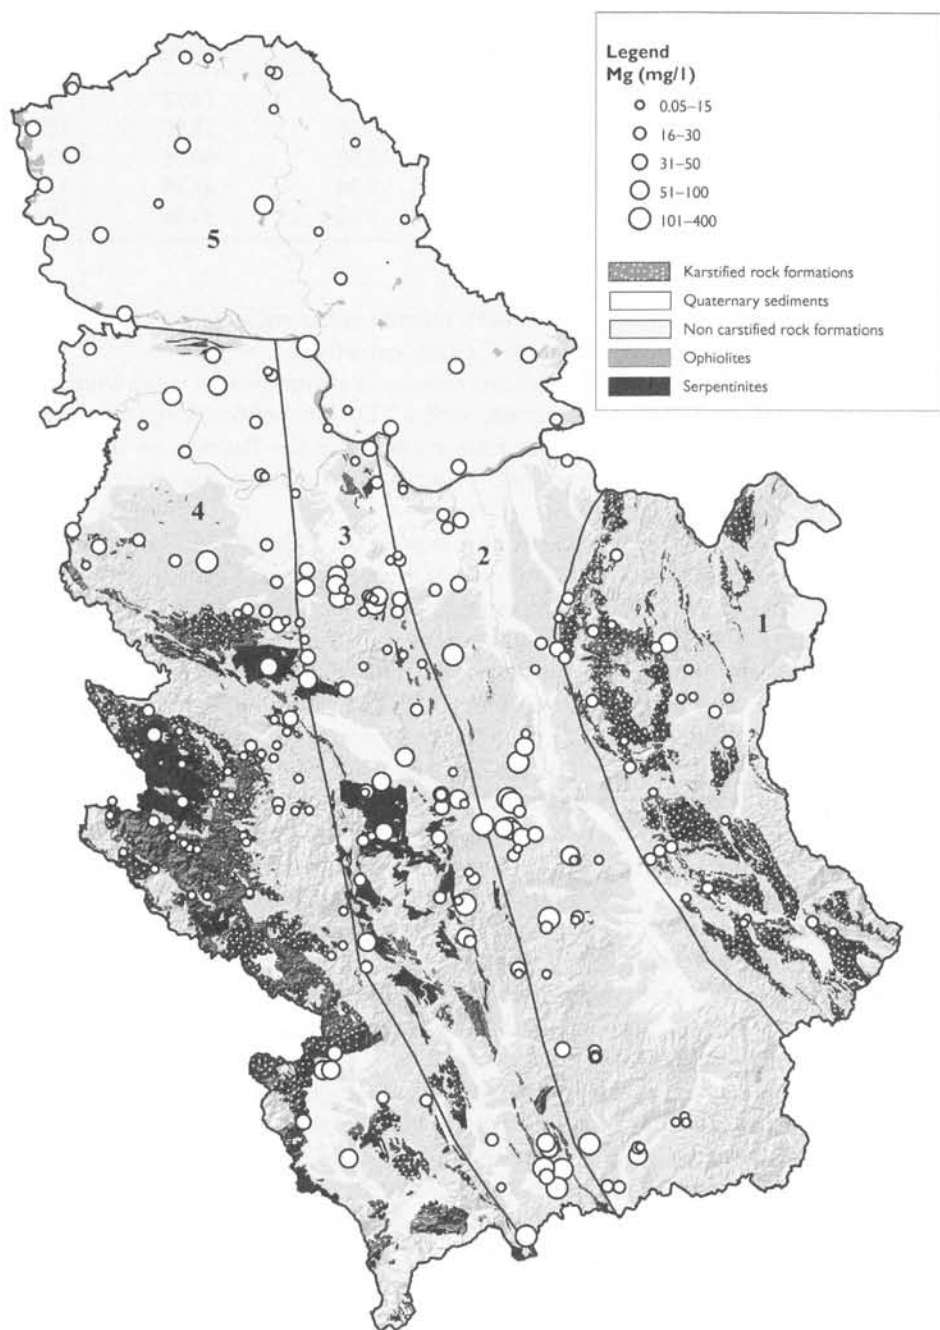 Legend
Mg (mg/l)
0.05–15
16–30
31–50
51–100
101–400
Karstified rock formations
Quaternary sediments
Non carstified rock formations
Ophiolites
Serpentinites
5
4
3
2
1